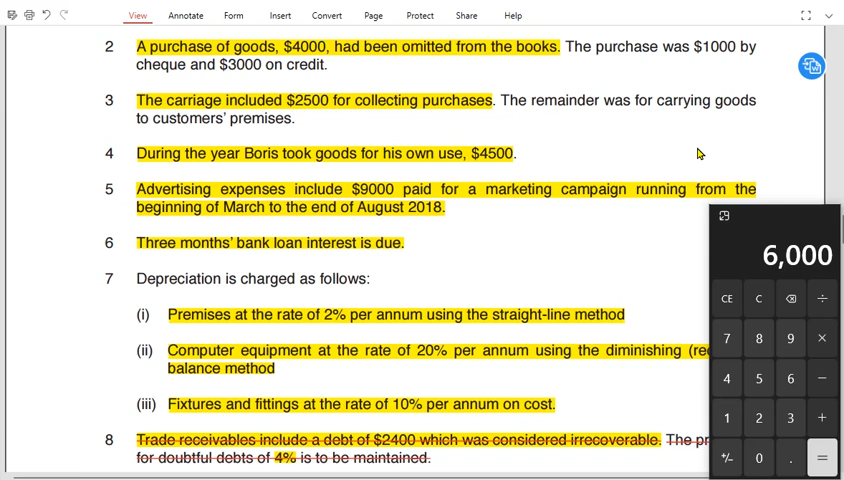 View Annotate Form Insert Convert Page Protect Share Help
2 A purchase of goods, $4000, had been omitted from the books. The purchase was $1000 by
cheque and $3000 on credit.
3 The carriage included $2500 for collecting purchases. The remainder was for carrying goods
to customers' premises.
4 During the year Boris took goods for his own use, $4500.
5 Advertising expenses include $9000 paid for a marketing campaign running from the
beginning of March to the end of August 2018.
6 Three months' bank loan interest is due.
7 Depreciation is charged as follows:
(i) Premises at the rate of 2% per annum using the straight-line method
(ii) Computer equipment at the rate of 20% per annum using the diminishing
balance method
(iii) Fixtures and fittings at the rate of 10% per annum on cost.
8 Trade receivables include a debt of $2400 which was considered irrecoverable. The
for doubtful debts of 4% is to be maintained.
6,000
CE C ⌫ ÷
7 8 9 ×
4 5 6 −
1 2 3 +
+/− 0 . =